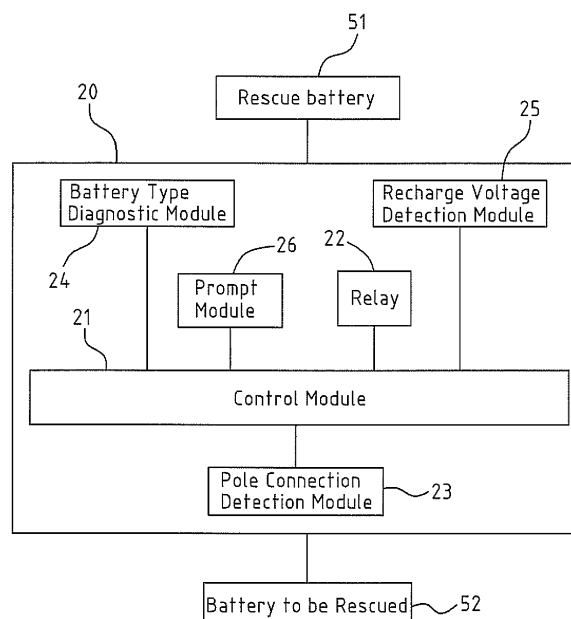 51
Rescue battery
20
25
Battery Type
Diagnostic Module
Recharge Voltage
Detection Module
24
26
22
Prompt
Module
Relay
21
Control Module
Pole Connection
Detection Module
23
Battery to be Rescued
52